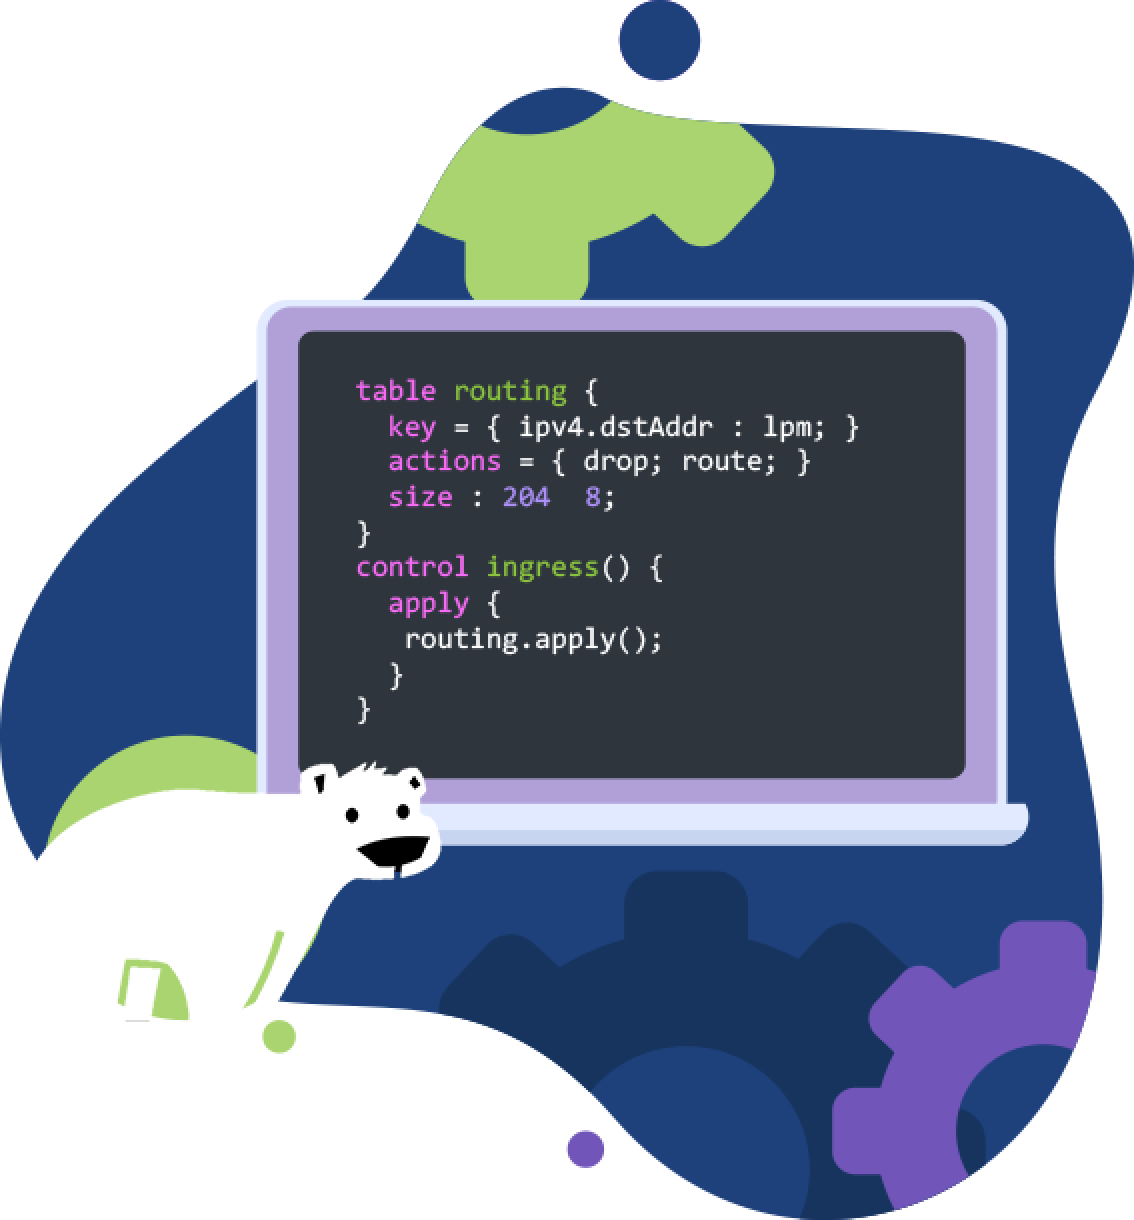 table routing {
key = { ipv4.dstAddr : lpm; }
actions = { drop; route; }
size : 204  8;
}
control ingress() {
apply {
routing.apply();
}
}